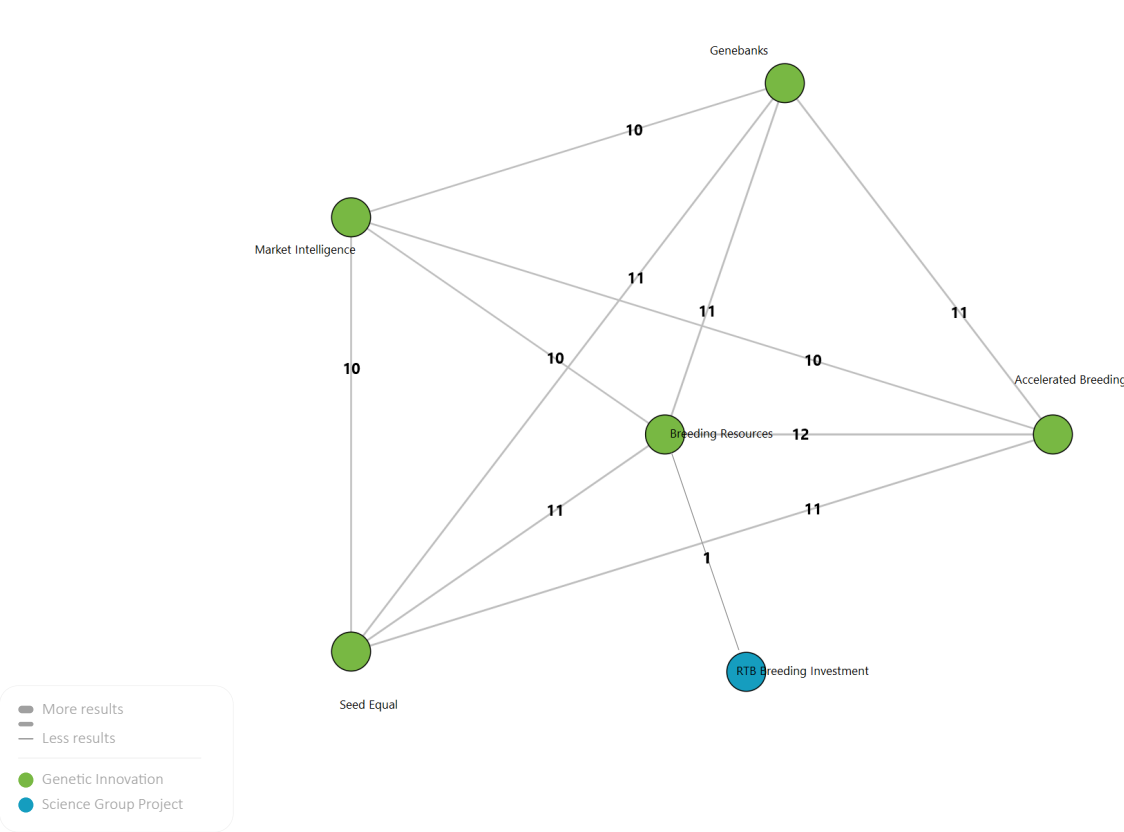 Genebanks
10
Market Intelligence
11
11
11
10
10
10
Accelerated Breeding
Breeding Resources
12
11
11
1
RTB Breeding Investment
Seed Equal
More results
Less results
Genetic Innovation
Science Group Project